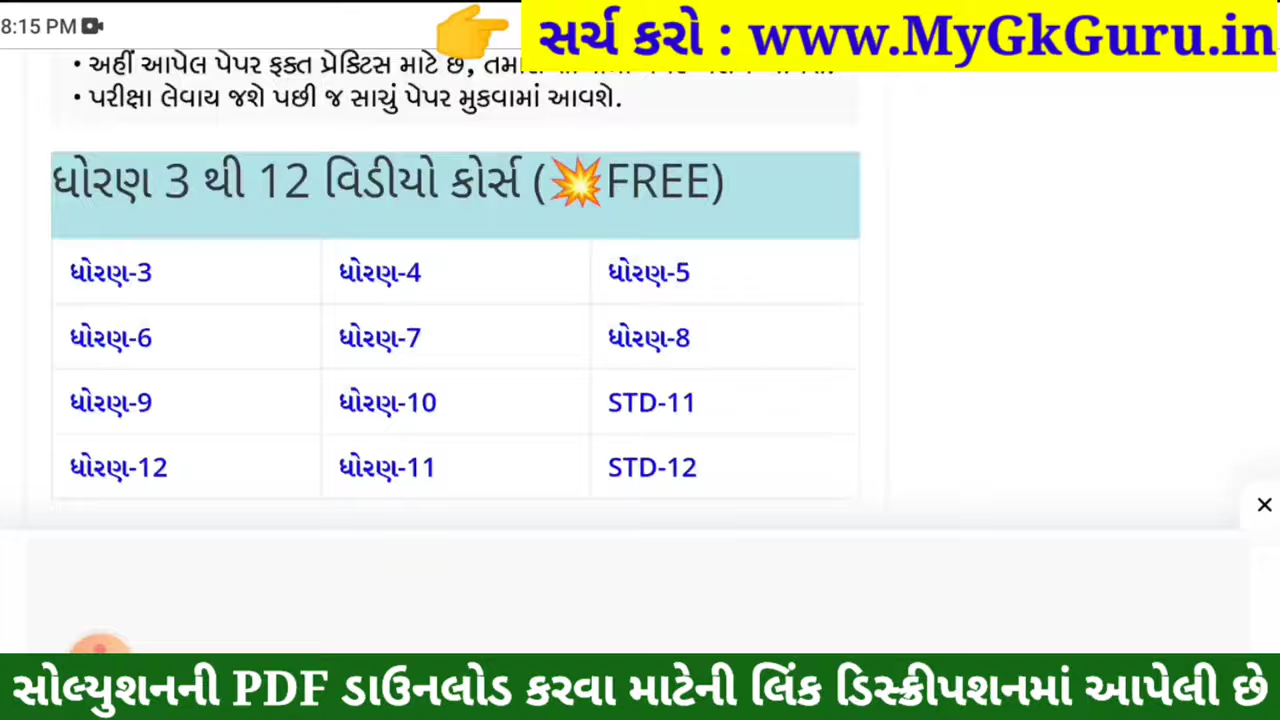 8:15 PM
👉 સર્ચ કરો : www.MyGkGuru.in
• અહીં આપેલ પેપર ફક્ત પ્રેક્ટિસ માટે છે,
• પરીક્ષા લેવાય જશે પછી જ સાચું પેપર મુકવામાં આવશે.
ધોરણ 3 થી 12 વિડીયો કોર્સ (💥FREE)
ધોરણ-3 ધોરણ-4 ધોરણ-5
ધોરણ-6 ધોરણ-7 ધોરણ-8
ધોરણ-9 ધોરણ-10 STD-11
ધોરણ-12 ધોરણ-11 STD-12
સોલ્યુશનની PDF ડાઉનલોડ કરવા માટેની લિંક ડિસ્ક્રીપશનમાં આપેલી છે